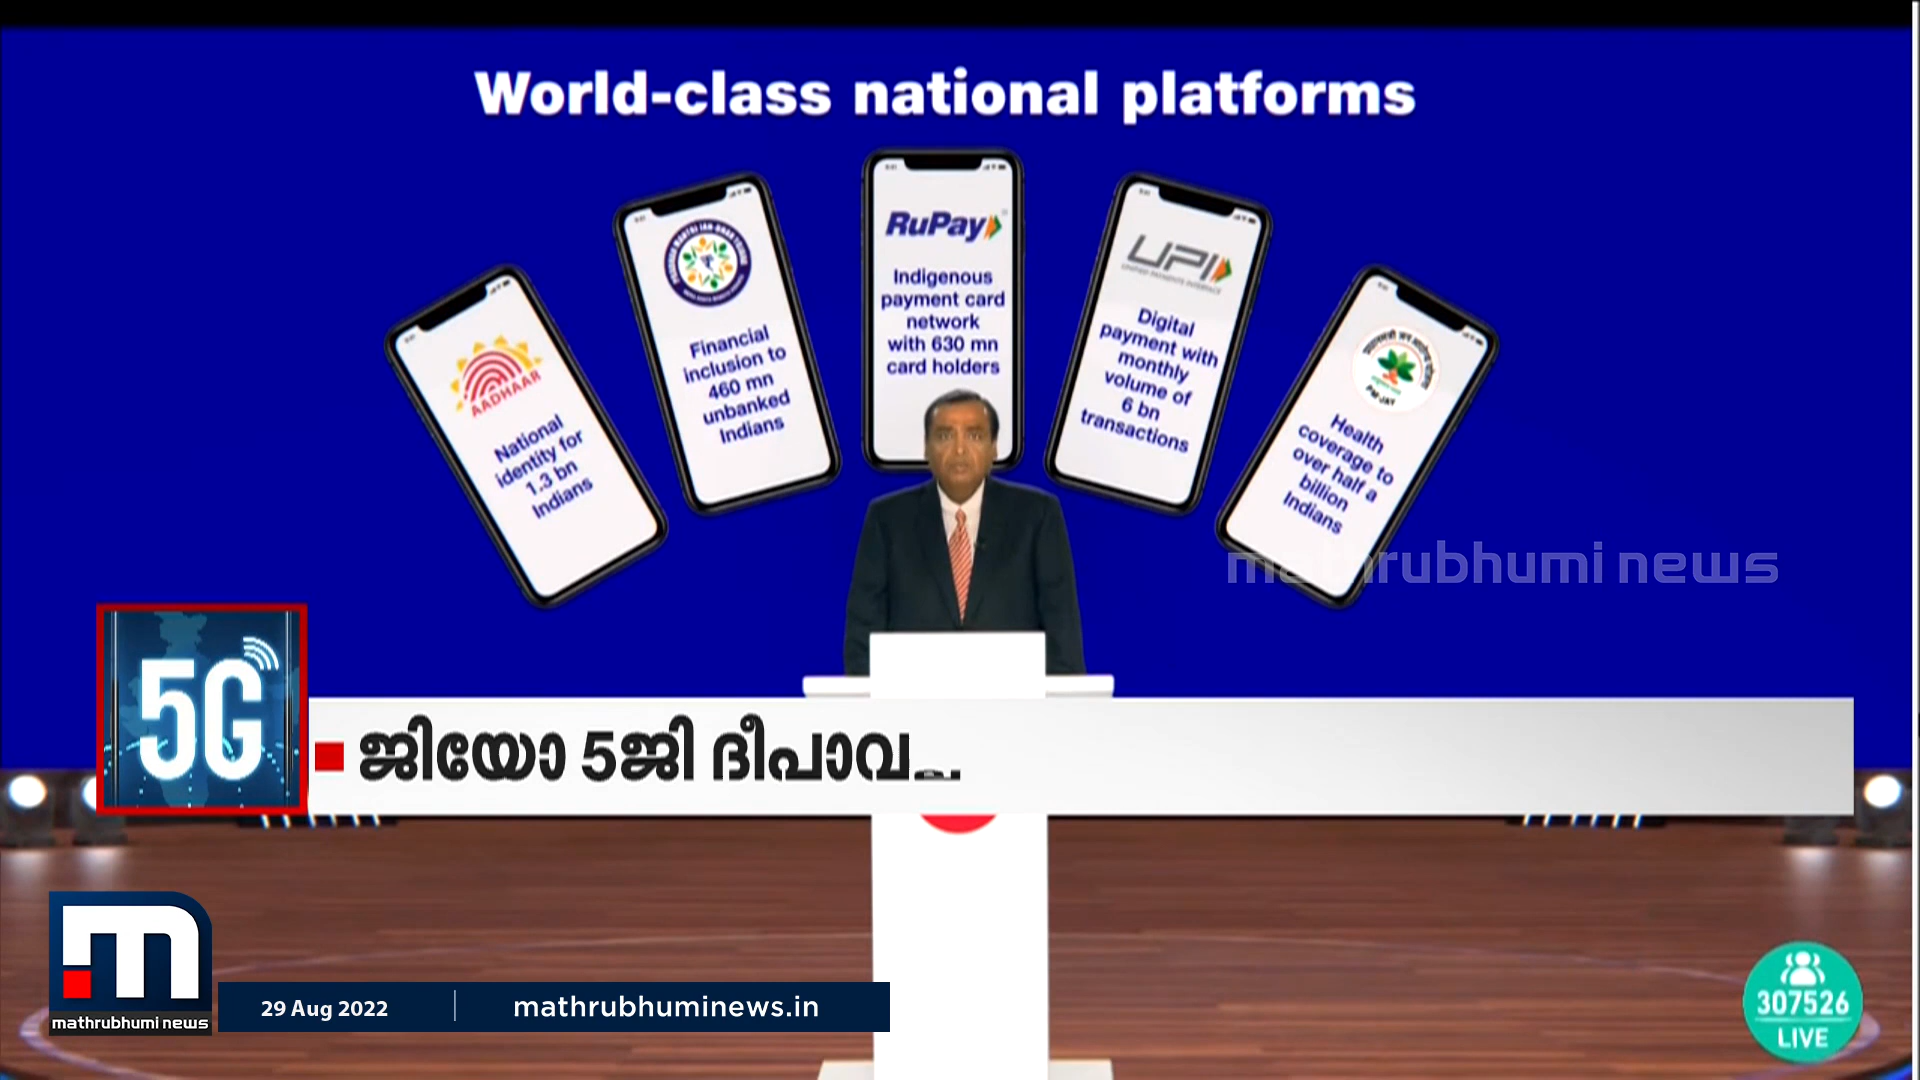 World-class national platforms
AADHAAR
National
identity for
1.3 bn
Indians
Financial
inclusion to
460 mn
unbanked
Indians
RuPay
Indigenous
payment card
network
with 630 mn
card holders
UPI
UNIFIED PAYMENTS INTERFACE
Digital
payment with
monthly
volume of
6 bn
transactions
PM-JAY
Health
coverage to
over half a
billion
Indians
mathrubhumi news
5G
ജിയോ 5ജി ദീപാവ
mathrubhumi news
29 Aug 2022
mathrubhuminews.in
307526
LIVE